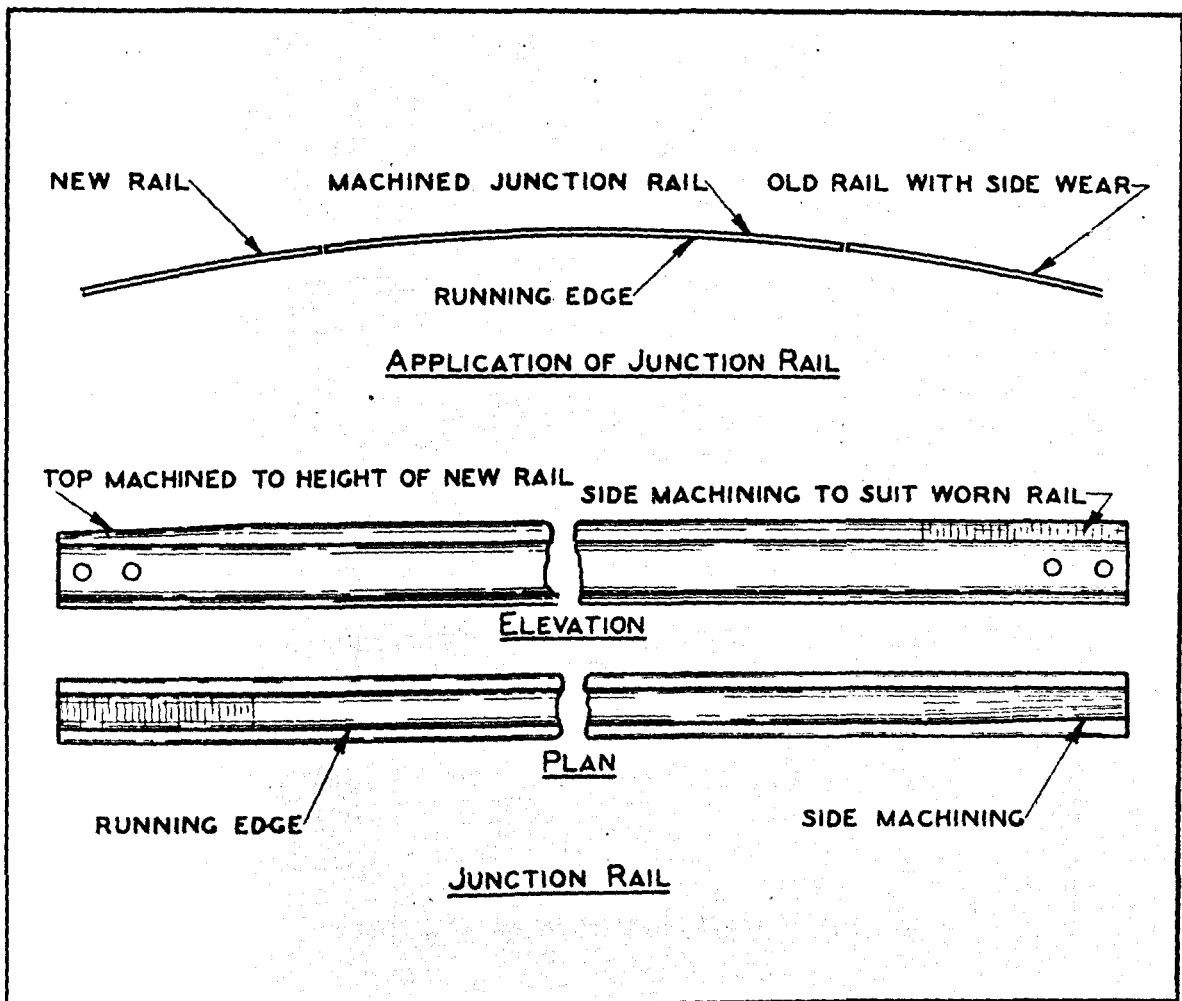 NEW RAIL
MACHINED JUNCTION RAIL
OLD RAIL WITH SIDE WEAR
RUNNING EDGE
APPLICATION OF JUNCTION RAIL
TOP MACHINED TO HEIGHT OF NEW RAIL
SIDE MACHINING TO SUIT WORN RAIL
ELEVATION
PLAN
RUNNING EDGE
SIDE MACHINING
JUNCTION RAIL